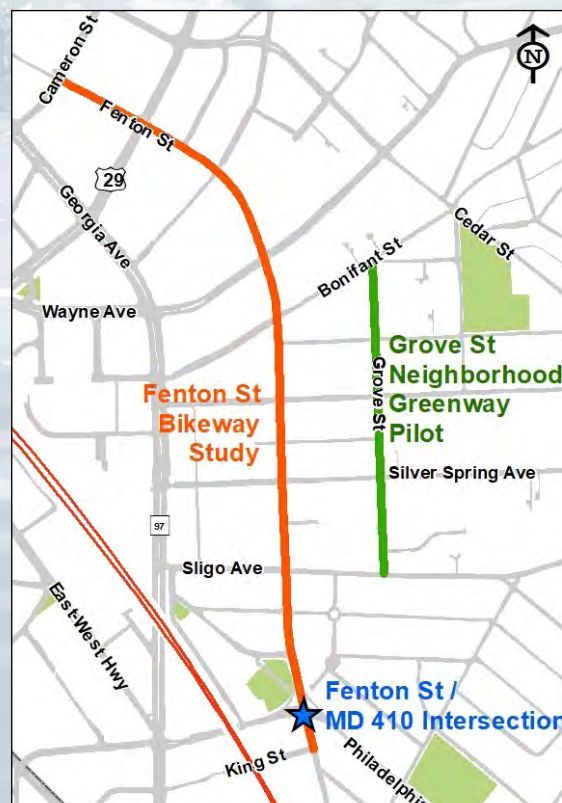 N
Cameron St
Fenton St
29
Georgia Ave
Cedar St
Bonifant St
Wayne Ave
Grove St
Neighborhood
Greenway
Pilot
Grove St
Fenton St
Bikeway
Study
Silver Spring Ave
97
Sligo Ave
East-West Hwy
Fenton St /
MD 410 Intersection
King St
Philadelphi